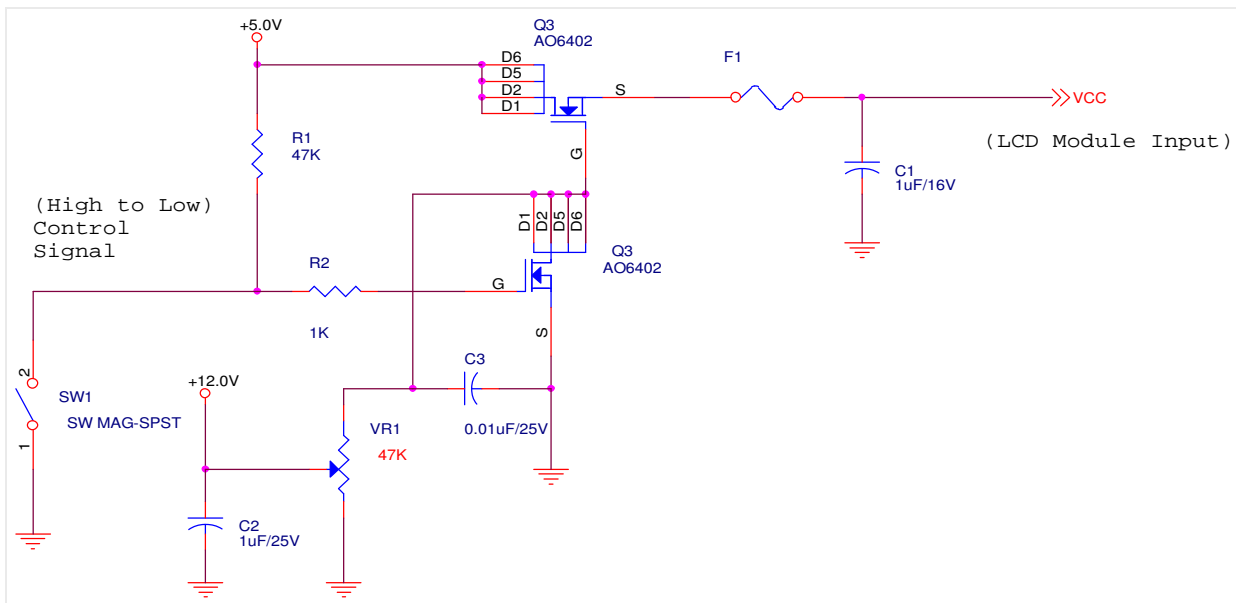 +5.0V
Q3
AO6402
F1
D6
D5
D2
D1
S
VCC
R1
47K
G
(LCD Module Input)
C1
1uF/16V
(High to Low)
Control
Signal
D1
D2
D5
D6
Q3
AO6402
R2
G
1K
S
C3
2
+12.0V
SW1
SW MAG-SPST
VR1
0.01uF/25V
1
47K
C2
1uF/25V